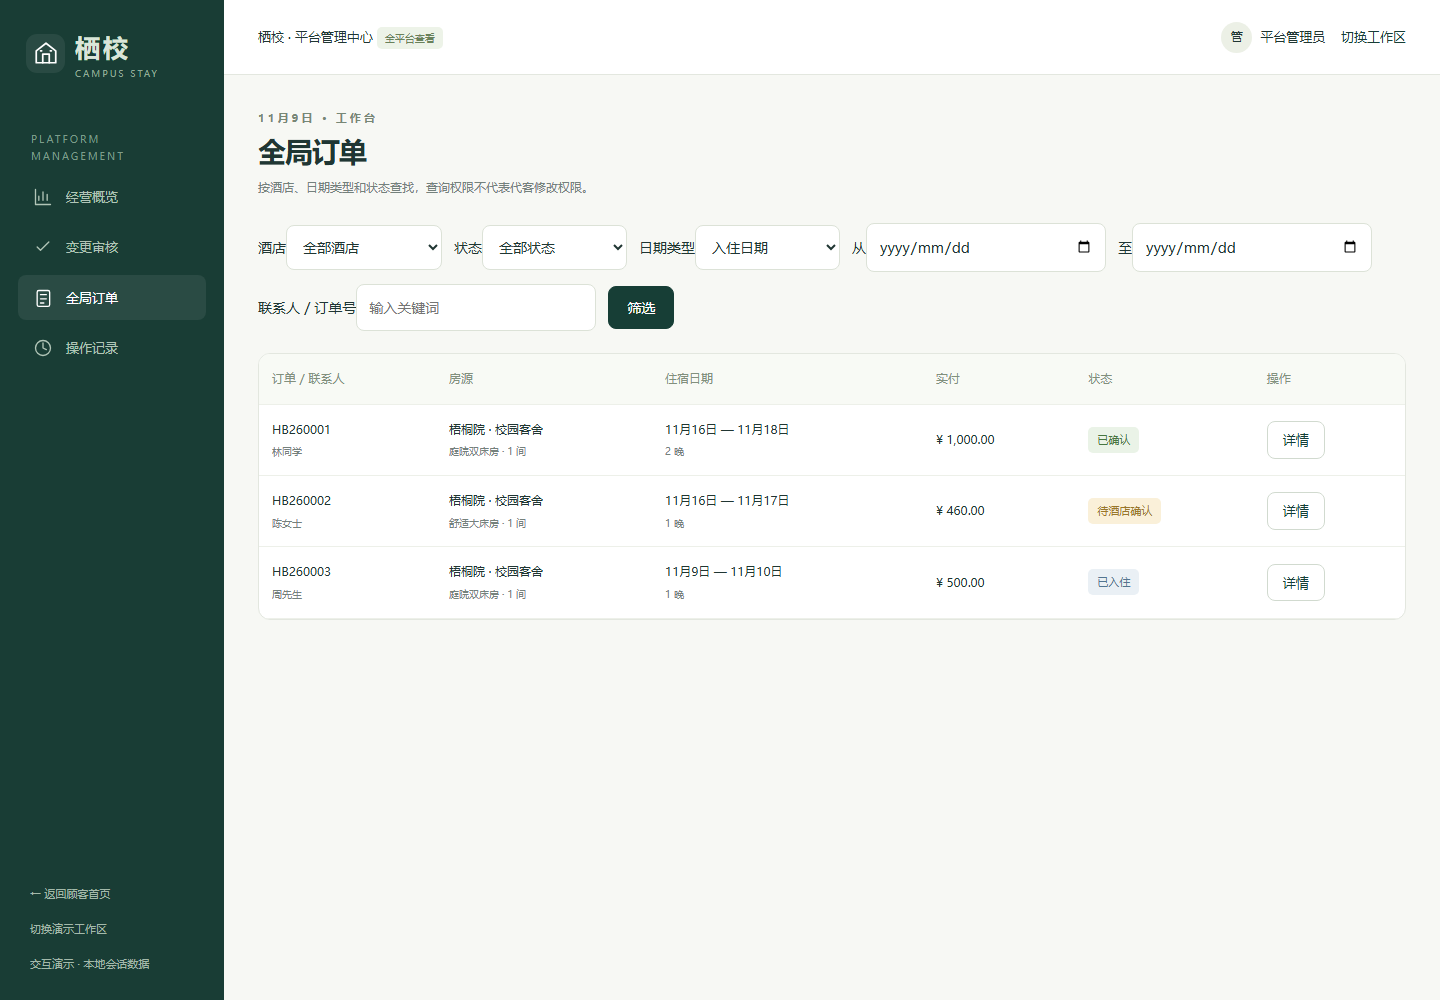 栖校
CAMPUS STAY
PLATFORM
MANAGEMENT
经营概览
变更审核
全局订单
操作记录
← 返回顾客首页
切换演示工作区
交互演示 · 本地会话数据
栖校 · 平台管理中心 全平台查看
管 平台管理员 切换工作区
11月9日 • 工作台
全局订单
按酒店、日期类型和状态查找，查询权限不代表代客修改权限。
酒店 全部酒店 状态 全部状态 日期类型 入住日期 从 yyyy/mm/dd 至 yyyy/mm/dd
联系人 / 订单号 输入关键词 筛选
订单 / 联系人 房源 住宿日期 实付 状态 操作
HB260001 梧桐院 · 校园客舍 11月16日 — 11月18日 ¥ 1,000.00 已确认 详情
林同学 庭院双床房 · 1 间 2 晚
HB260002 梧桐院 · 校园客舍 11月16日 — 11月17日 ¥ 460.00 待酒店确认 详情
陈女士 舒适大床房 · 1 间 1 晚
HB260003 梧桐院 · 校园客舍 11月9日 — 11月10日 ¥ 500.00 已入住 详情
周先生 庭院双床房 · 1 间 1 晚